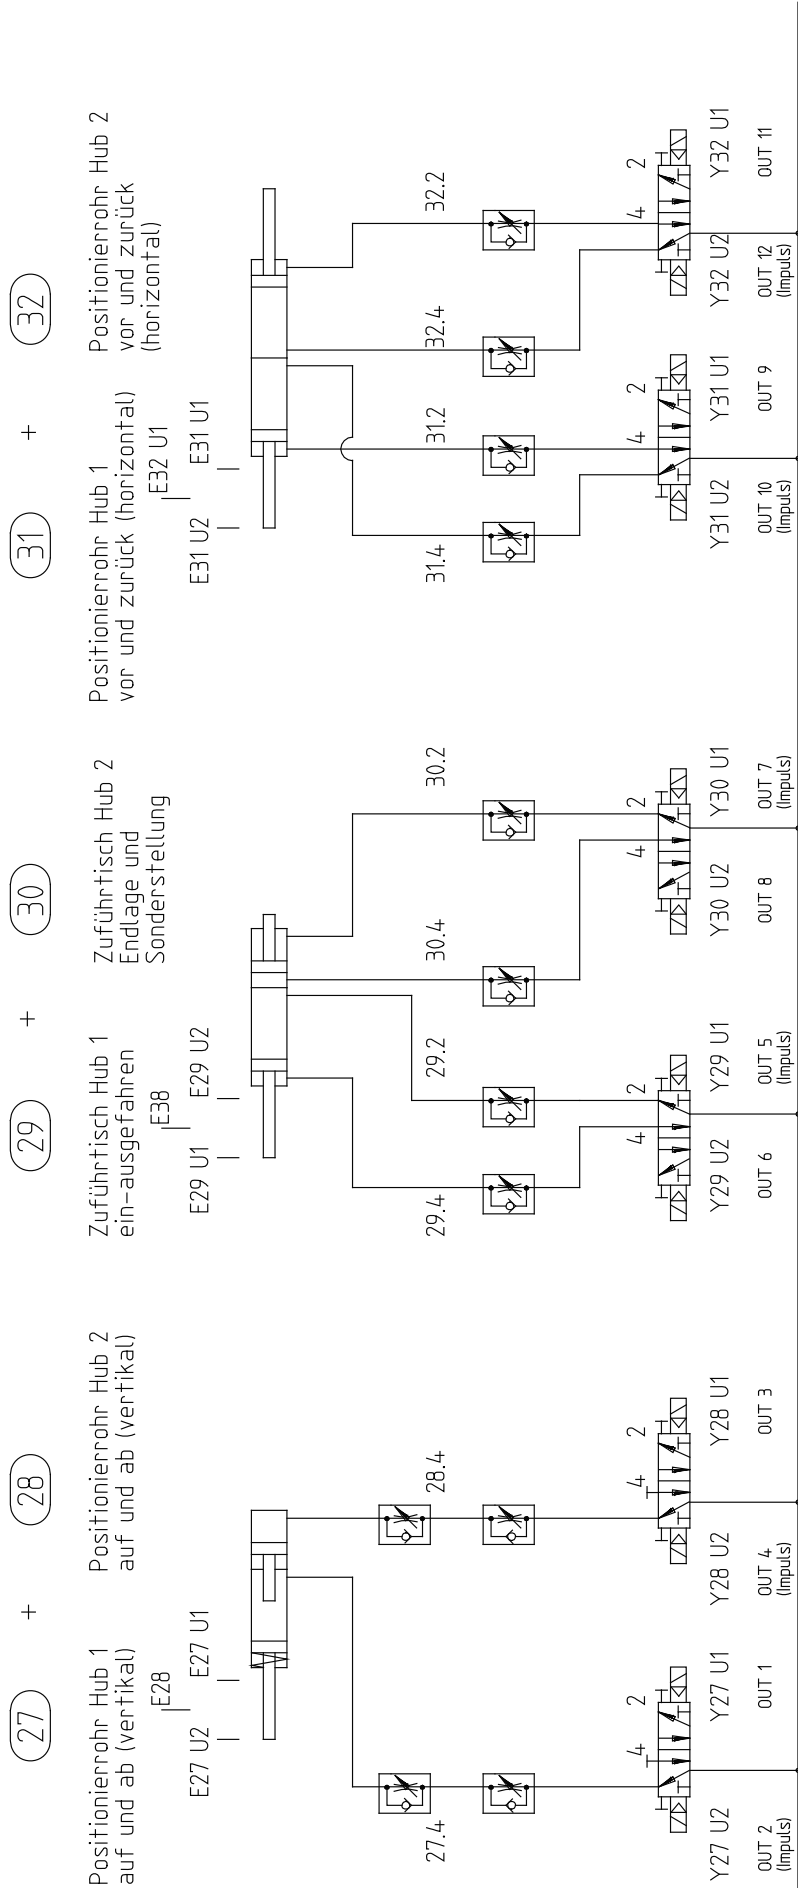 27
+
28
29
+
30
31
+
32
Positionierrohr Hub 1
auf und ab (vertikal)
Positionierrohr Hub 2
auf und ab (vertikal)
Zuführtisch Hub 1
ein-ausgefahren
Zuführtisch Hub 2
Endlage und
Sonderstellung
Positionierrohr Hub 1
vor und zurück (horizontal)
Positionierrohr Hub 2
vor und zurück
(horizontal)
E28
E27 U2
E27 U1
E38
E29 U1
E29 U2
E32 U1
E31 U2
E31 U1
27.4
28.4
29.4
29.2
30.4
30.2
31.4
31.2
32.4
32.2
4
2
4
2
4
2
4
2
4
2
4
2
Y27 U2
Y27 U1
Y28 U2
Y28 U1
Y29 U2
Y29 U1
Y30 U2
Y30 U1
Y31 U2
Y31 U1
Y32 U2
Y32 U1
OUT 2
(Impuls)
OUT 1
OUT 4
(Impuls)
OUT 3
OUT 6
OUT 5
(Impuls)
OUT 8
OUT 7
(Impuls)
OUT 10
(Impuls)
OUT 9
OUT 12
(Impuls)
OUT 11